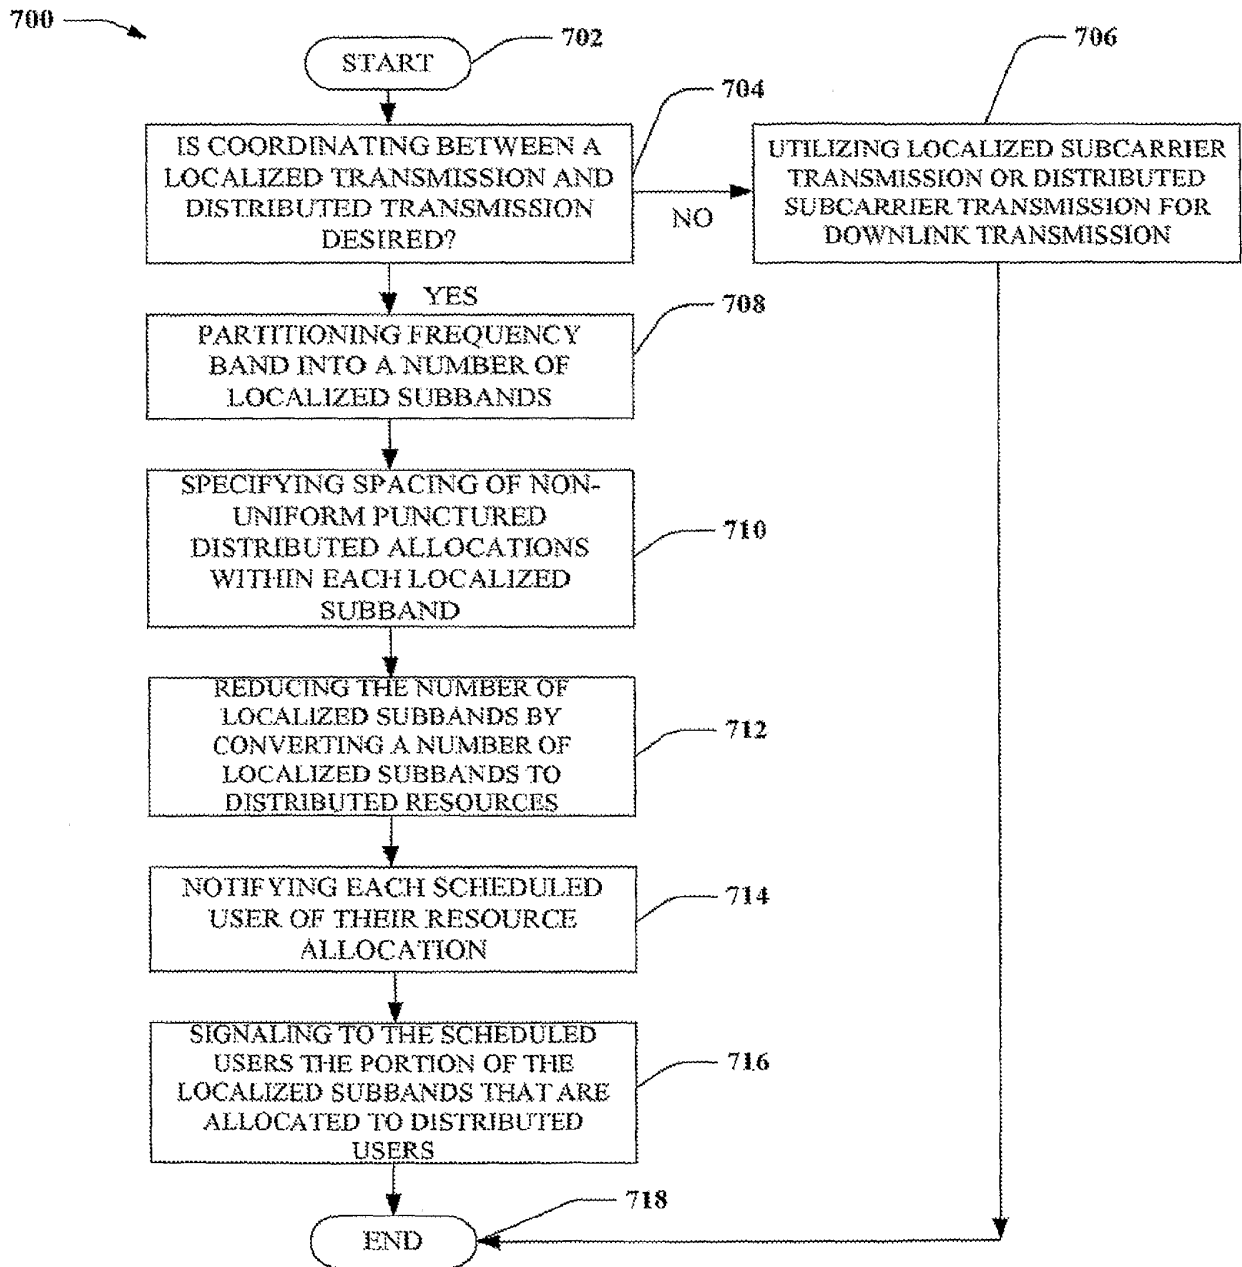 700
START
702
IS COORDINATING BETWEEN A
LOCALIZED TRANSMISSION AND
DISTRIBUTED TRANSMISSION
DESIRED?
704
NO
706
UTILIZING LOCALIZED SUBCARRIER
TRANSMISSION OR DISTRIBUTED
SUBCARRIER TRANSMISSION FOR
DOWNLINK TRANSMISSION
YES
708
PARTITIONING FREQUENCY
BAND INTO A NUMBER OF
LOCALIZED SUBBANDS
SPECIFYING SPACING OF NON-
UNIFORM PUNCTURED
DISTRIBUTED ALLOCATIONS
WITHIN EACH LOCALIZED
SUBBAND
710
REDUCING THE NUMBER OF
LOCALIZED SUBBANDS BY
CONVERTING A NUMBER OF
LOCALIZED SUBBANDS TO
DISTRIBUTED RESOURCES
712
NOTIFYING EACH SCHEDULED
USER OF THEIR RESOURCE
ALLOCATION
714
SIGNALING TO THE SCHEDULED
USERS THE PORTION OF THE
LOCALIZED SUBBANDS THAT ARE
ALLOCATED TO DISTRIBUTED
USERS
716
END
718